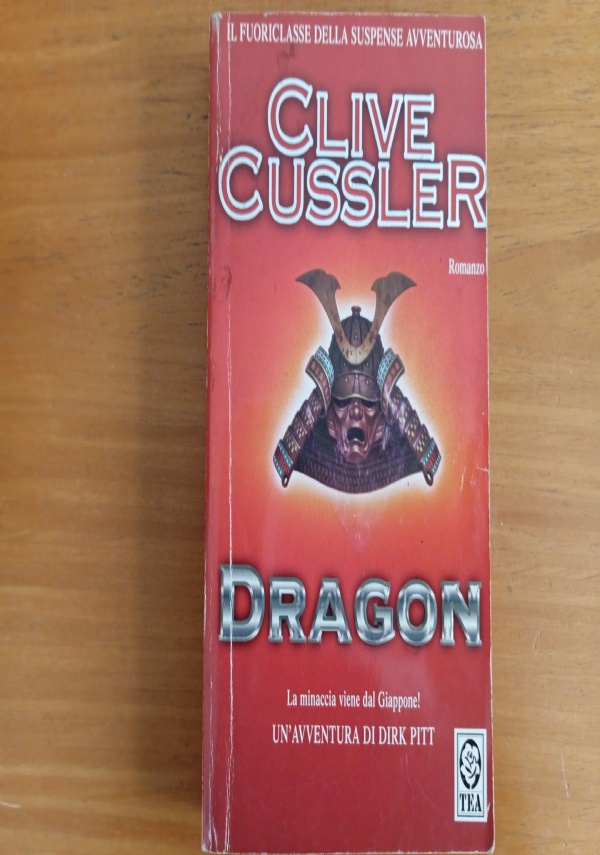 IL FUORICLASSE DELLA SUSPENSE AVVENTUROSA
CLIVE
CUSSLER
Romanzo
DRAGON
La minaccia viene dal Giappone!
UN'AVVENTURA DI DIRK PITT
TEA